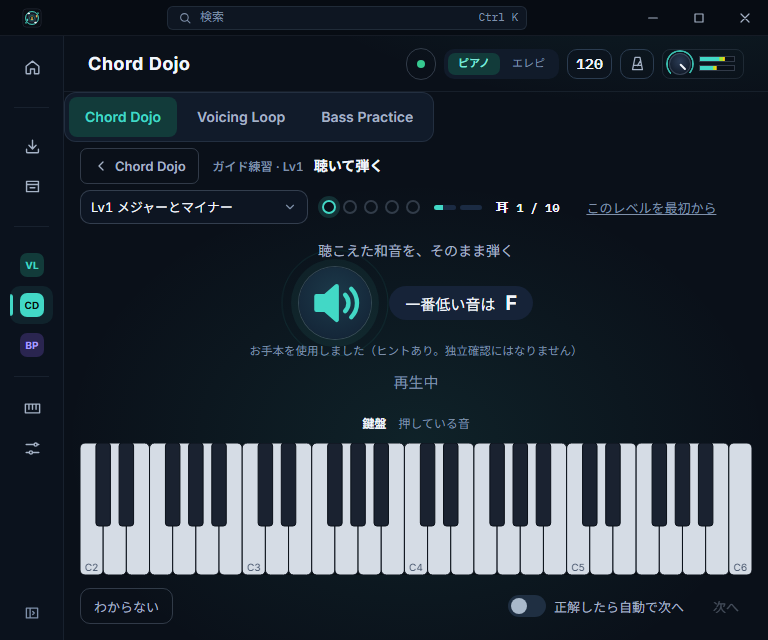 検索 Ctrl K
Chord Dojo ピアノ エレピ 120
Chord Dojo Voicing Loop Bass Practice
Chord Dojo ガイド練習 · Lv1 聴いて弾く
Lv1 メジャーとマイナー 耳 1 / 10 このレベルを最初から
聴こえた和音を、そのまま弾く
一番低い音は F
お手本を使用しました（ヒントあり。独立確認にはなりません）
再生中
VL
CD
BP
鍵盤 押している音
C2 C3 C4 C5 C6
わからない 正解したら自動で次へ 次へ